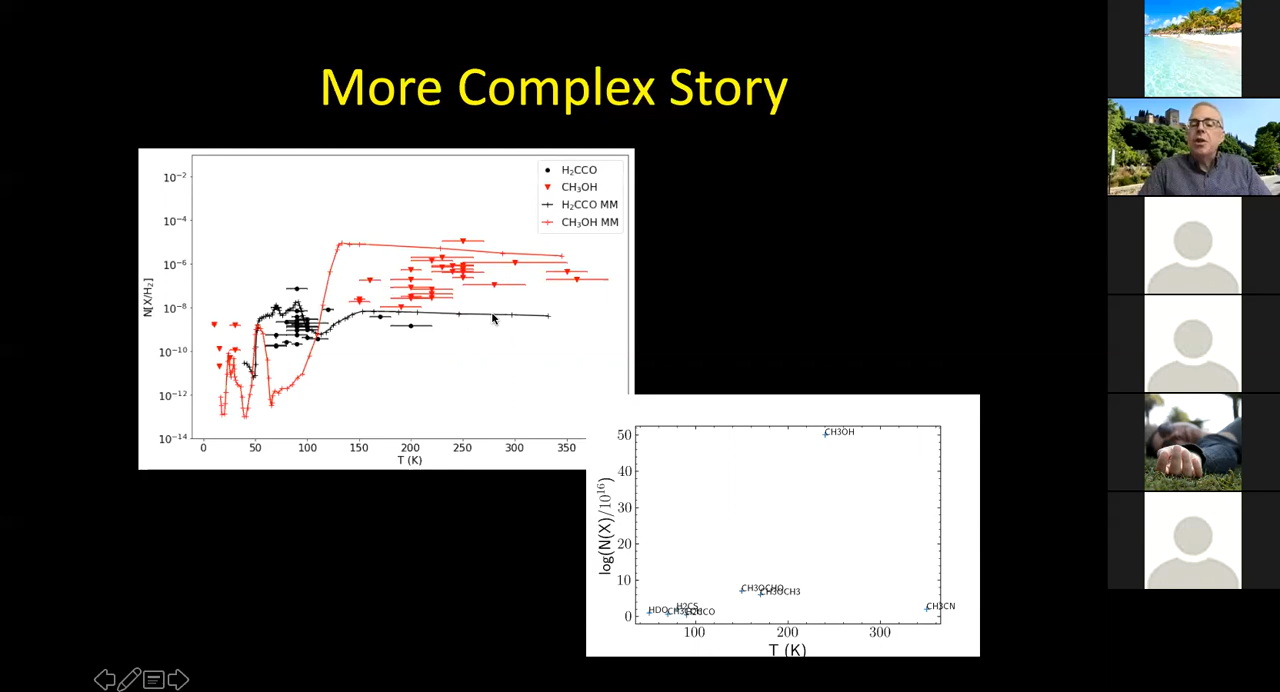 More Complex Story
H₂CCO
CH₃OH
H₂CCO MM
CH₃OH MM
N[X/H₂]
10⁻²
10⁻⁴
10⁻⁶
10⁻⁸
10⁻¹⁰
10⁻¹²
10⁻¹⁴
0 50 100 150 200 250 300 350
T (K)
log(N(X)/10¹⁶)
50
40
30
20
10
0
CH3OH
CH3OCHO
CH3OCH3
HDO
H2CS
H2CCO
CH3CN
100 200 300
T (K)